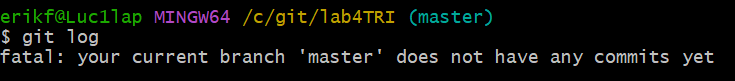 erikf@Luc1lap MINGW64 /c/git/lab4TRI (master)
$ git log
fatal: your current branch 'master' does not have any commits yet